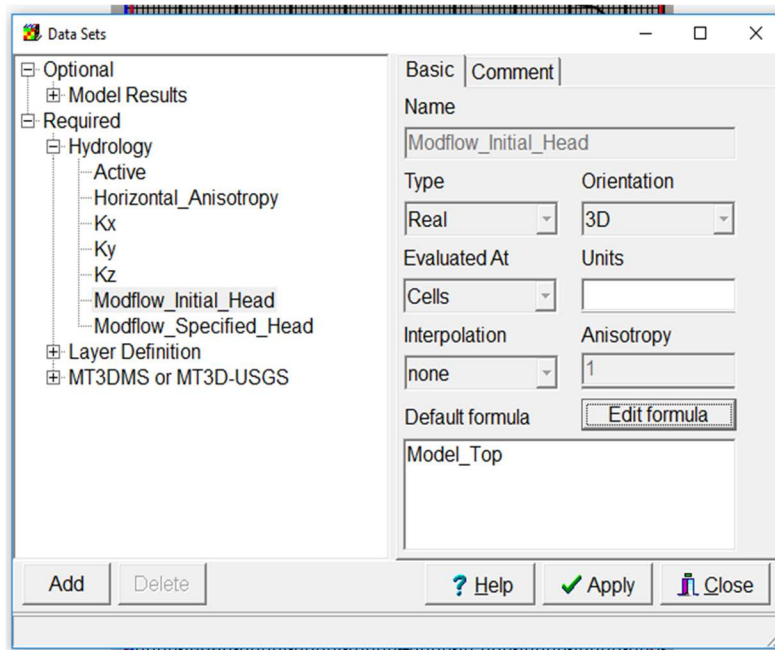 Data Sets
Optional
Model Results
Required
Hydrology
Active
Horizontal_Anisotropy
Kx
Ky
Kz
Modflow_Initial_Head
Modflow_Specified_Head
Layer Definition
MT3DMS or MT3D-USGS
Basic
Comment
Name
Modflow_Initial_Head
Type
Orientation
Real
3D
Evaluated At
Units
Cells
Interpolation
Anisotropy
none
1
Default formula
Edit formula
Model_Top
Add
Delete
? Help
Apply
Close